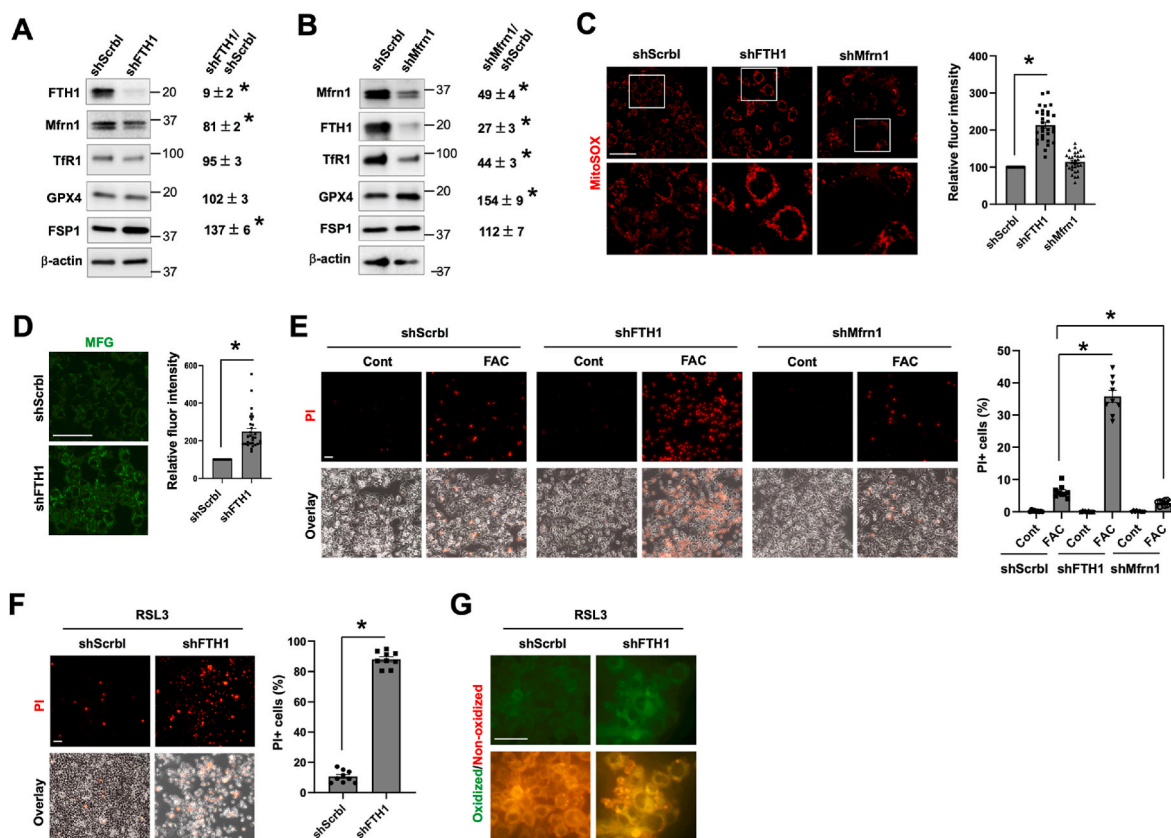 A
shScrbl
shFTH1
shFTH1/
shScrbl
FTH1
20
9 ± 2 *
Mfrn1
37
81 ± 2 *
TfR1
100
95 ± 3
GPX4
20
102 ± 3
FSP1
37
137 ± 6 *
β-actin
37
B
shScrbl
shMfrn1
shMfrn1/
shScrbl
Mfrn1
37
49 ± 4 *
FTH1
20
27 ± 3 *
TfR1
100
44 ± 3 *
GPX4
20
154 ± 9 *
FSP1
37
112 ± 7
β-actin
37
C
shScrbl
shFTH1
shMfrn1
MitoSOX
Relative fluor intensity
400
300
200
100
0
*
shScrbl
shFTH1
shMfrn1
D
MFG
shScrbl
shFTH1
Relative fluor intensity
600
400
200
100
0
*
shScrbl
shFTH1
E
shScrbl
shFTH1
shMfrn1
Cont
FAC
Cont
FAC
Cont
FAC
PI
Overlay
PI+ cells (%)
50
40
30
20
10
0
*
*
Cont
FAC
Cont
FAC
Cont
FAC
shScrbl
shFTH1
shMfrn1
F
RSL3
shScrbl
shFTH1
PI
Overlay
PI+ cells (%)
100
80
60
40
20
0
*
shScrbl
shFTH1
G
RSL3
shScrbl
shFTH1
Oxidized/Non-oxidized